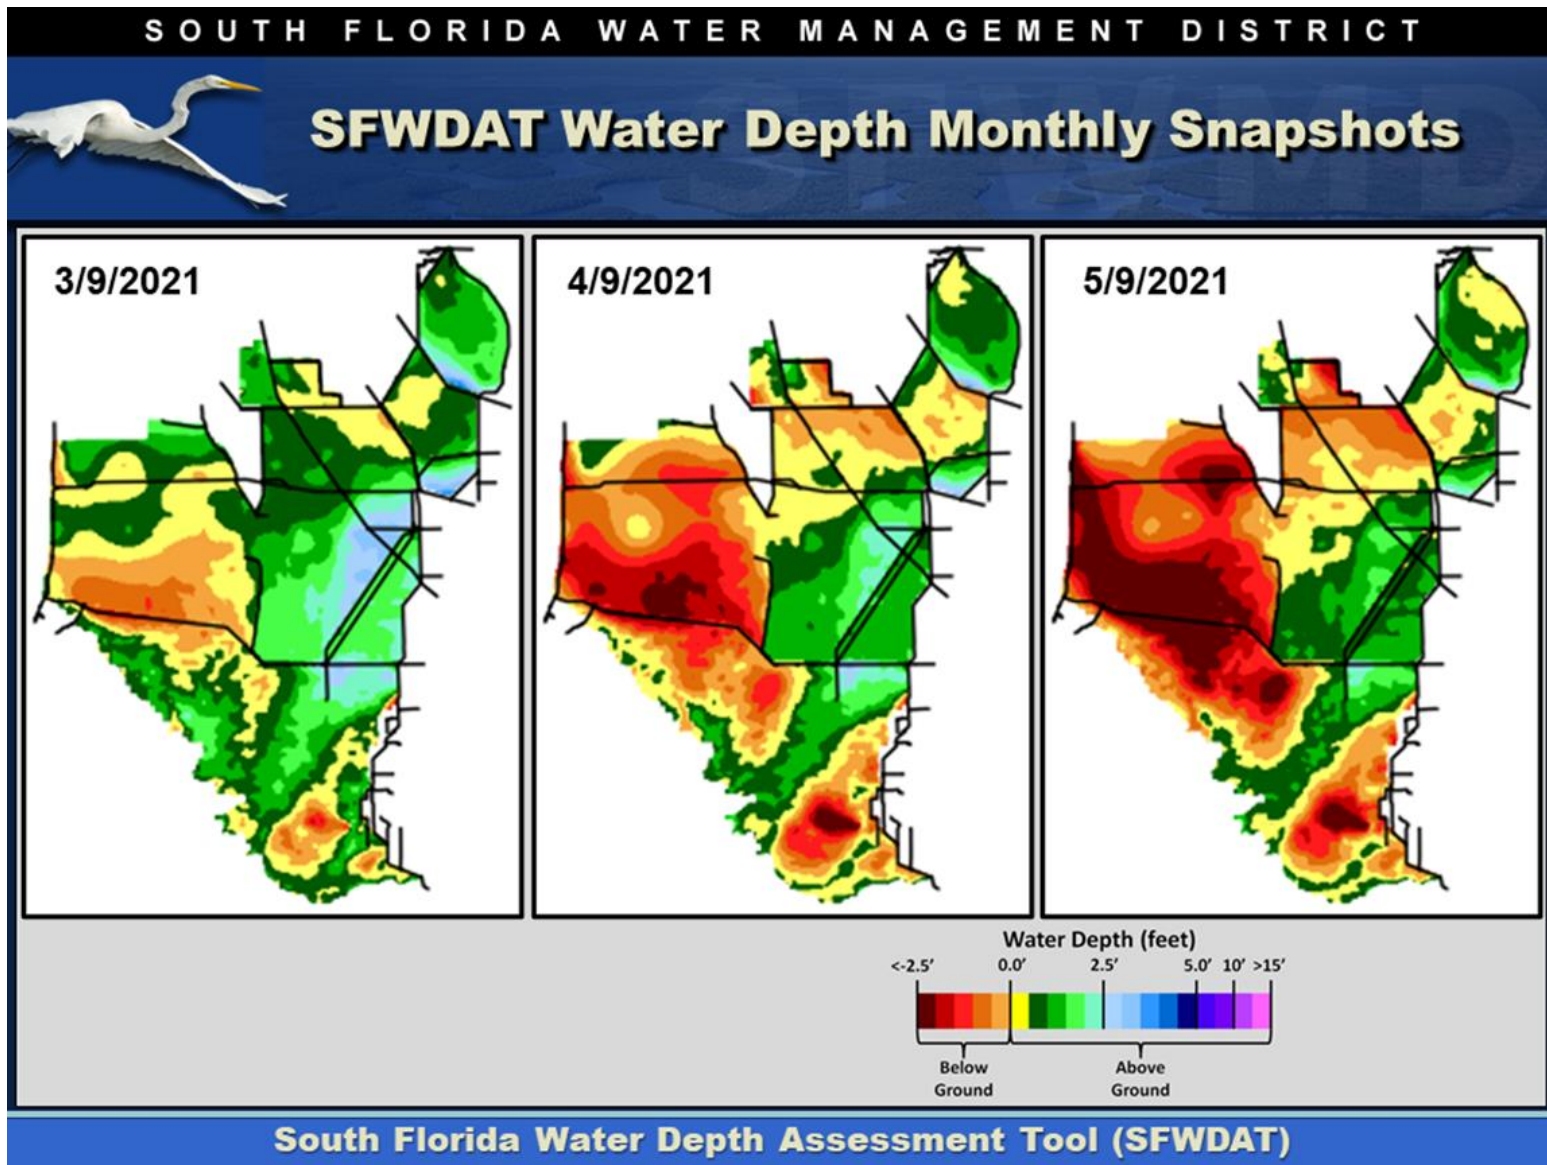 SOUTH FLORIDA WATER MANAGEMENT DISTRICT
SFWMD
SFWDAT Water Depth Monthly Snapshots
3/9/2021
4/9/2021
5/9/2021
Water Depth (feet)
<-2.5′ 0.0′ 2.5′ 5.0′ 10′ >15′
Below Ground
Above Ground
South Florida Water Depth Assessment Tool (SFWDAT)